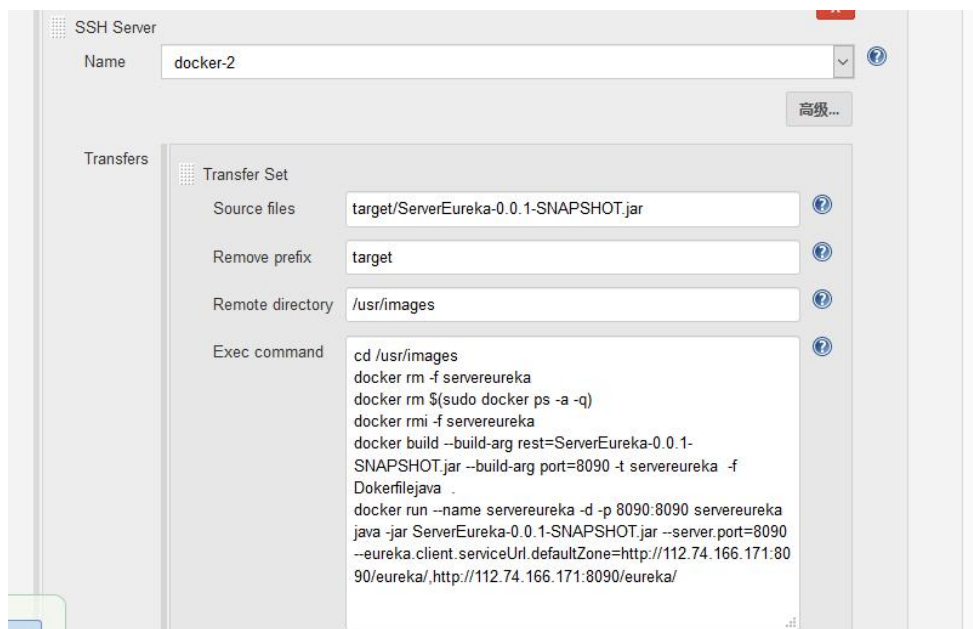 SSH Server
Name
docker-2
高级...
Transfers
Transfer Set
Source files
target/ServerEureka-0.0.1-SNAPSHOT.jar
Remove prefix
target
Remote directory
/usr/images
Exec command
cd /usr/images
docker rm -f servereureka
docker rm $(sudo docker ps -a -q)
docker rmi -f servereureka
docker build --build-arg rest=ServerEureka-0.0.1-
SNAPSHOT.jar --build-arg port=8090 -t servereureka  -f
Dokerfilejava  .
docker run --name servereureka -d -p 8090:8090 servereureka
java -jar ServerEureka-0.0.1-SNAPSHOT.jar --server.port=8090
--eureka.client.serviceUrl.defaultZone=http://112.74.166.171:80
90/eureka/,http://112.74.166.171:8090/eureka/